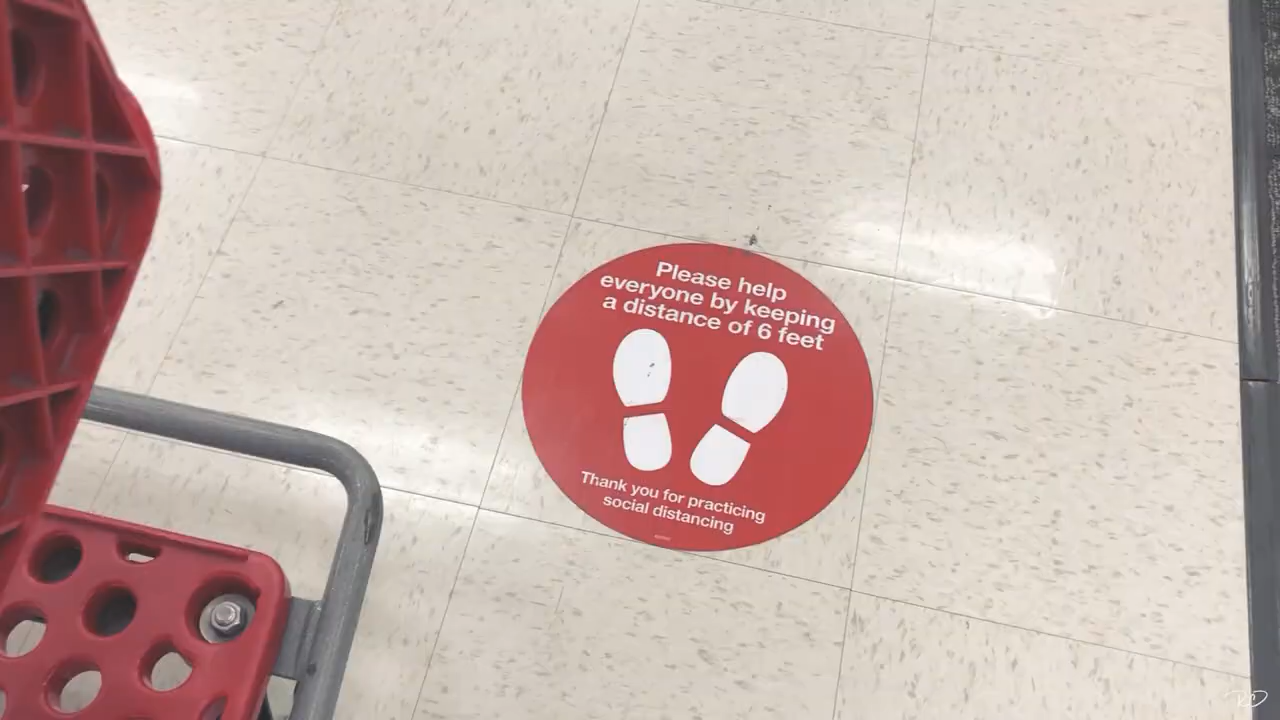 Please help
everyone by keeping
a distance of 6 feet
Thank you for practicing
social distancing